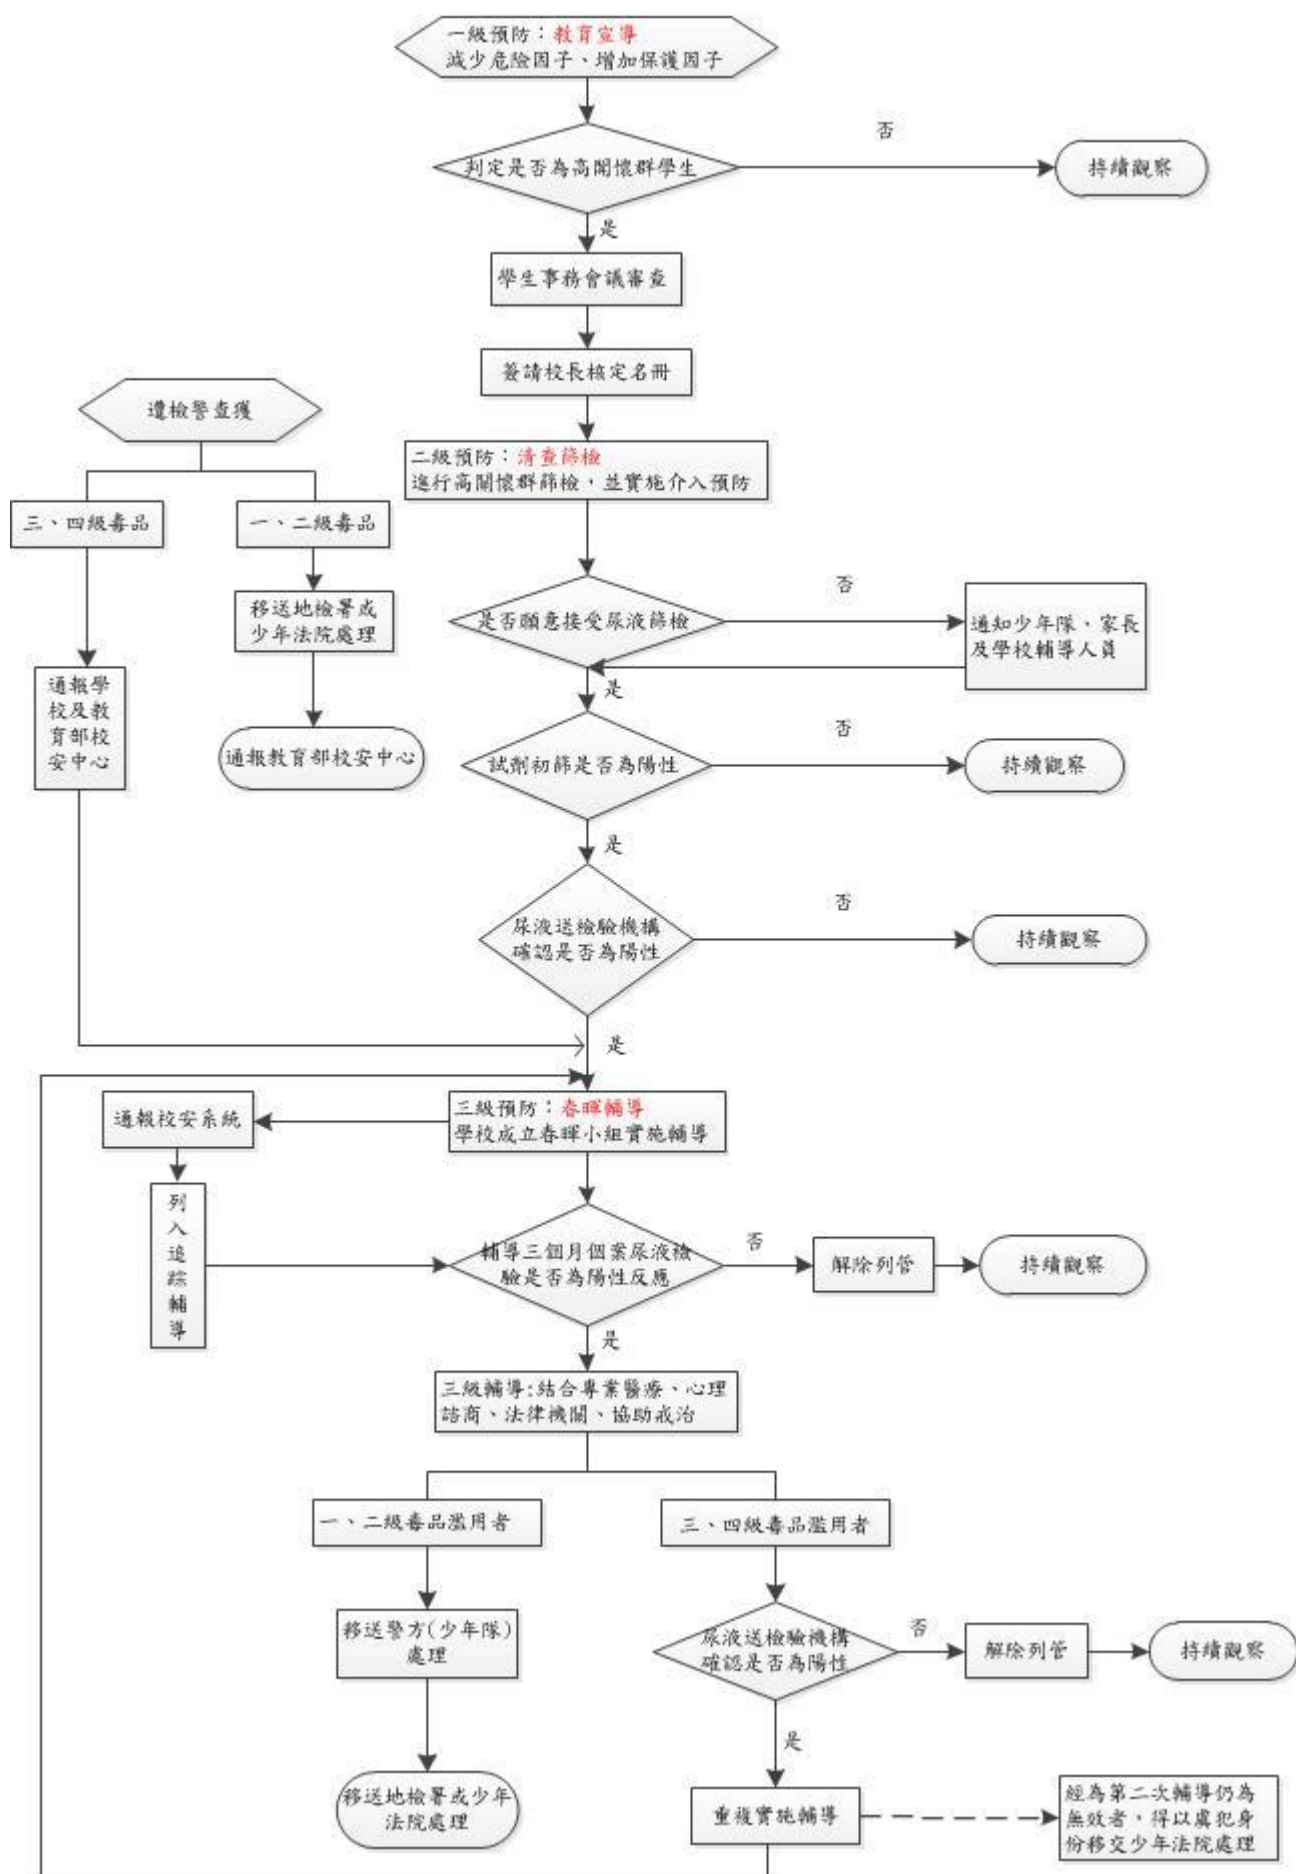 一級預防：教育宣導
減少危險因子、增加保護因子
否
判定是否為高關懷群學生
持續觀察
是
學生事務會議審查
簽請校長核定名冊
遭檢警查獲
二級預防：清查篩檢
進行高關懷群篩檢，並實施介入預防
三、四級毒品
一、二級毒品
移送地檢署或
少年法院處理
否
是否願意接受尿液篩檢
通知少年隊、家長
及學校輔導人員
通報學
校及教
育部校
安中心
是
通報教育部校安中心
否
試劑初篩是否為陽性
持續觀察
是
否
尿液送檢驗機構
確認是否為陽性
持續觀察
是
三級預防：春暉輔導
學校成立春暉小組實施輔導
通報校安系統
列
入
追
踪
輔
導
輔導三個月個案尿液檢
驗是否為陽性反應
否
解除列管
持續觀察
是
三級輔導:結合專業醫療、心理
諮商、法律機關、協助戒治
一、二級毒品濫用者
三、四級毒品濫用者
移送警方(少年隊)
處理
尿液送檢驗機構
確認是否為陽性
否
解除列管
持續觀察
是
移送地檢署或少年
法院處理
重複實施輔導
經為第二次輔導仍為
無效者，得以虞犯身
份移交少年法院處理